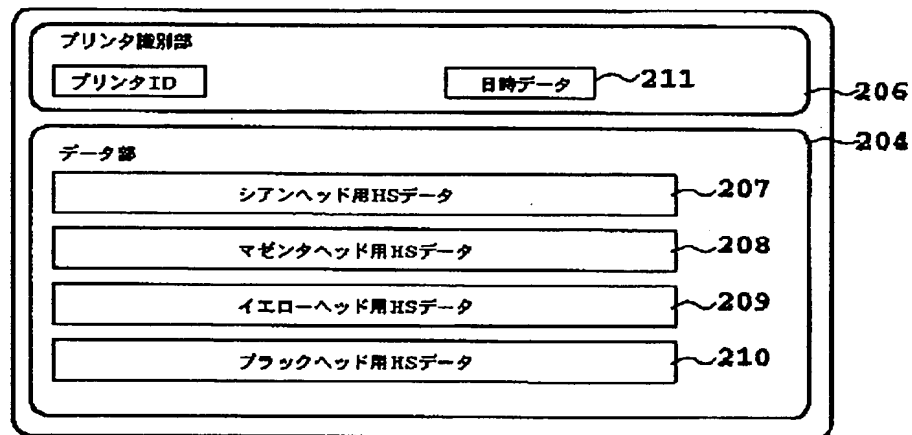 プリンタ識別部
プリンタID 日時データ 211
206
204
データ部
シアンヘッド用HSデータ 207
マゼンタヘッド用HSデータ 208
イエローヘッド用HSデータ 209
ブラックヘッド用HSデータ 210